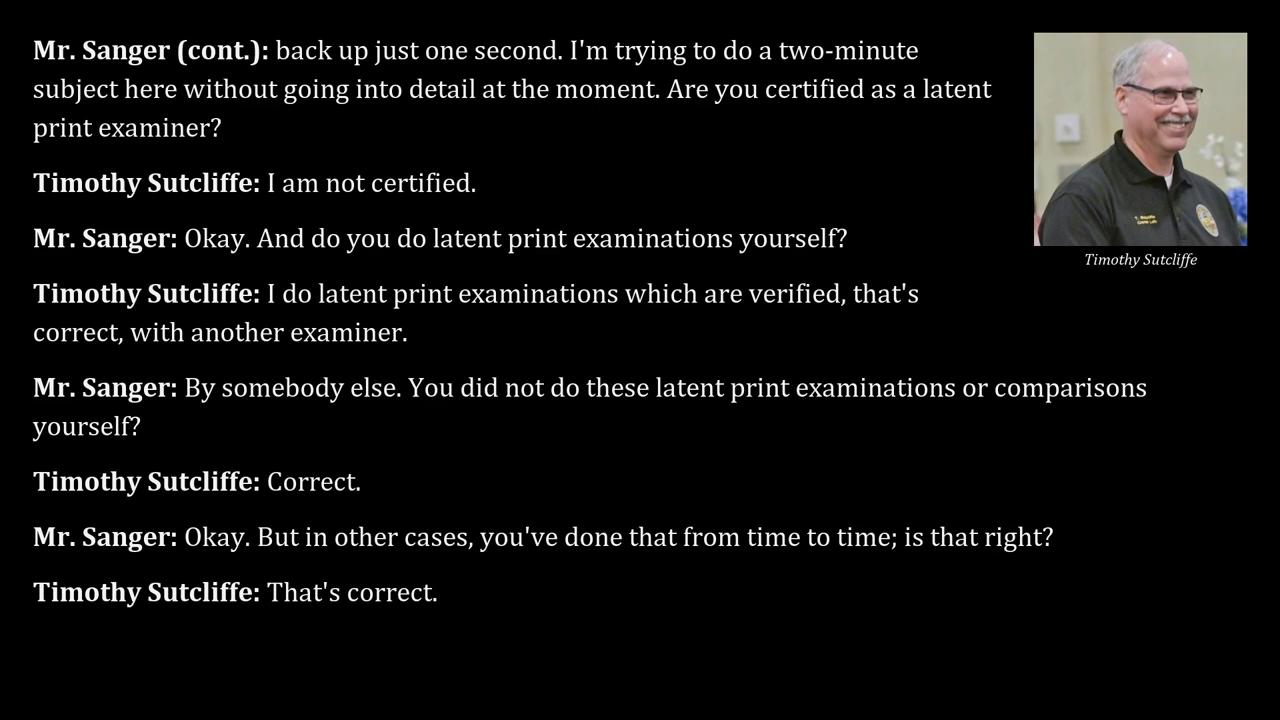 Mr. Sanger (cont.): back up just one second. I'm trying to do a two-minute
subject here without going into detail at the moment. Are you certified as a latent
print examiner?
Timothy Sutcliffe: I am not certified.
Mr. Sanger: Okay. And do you do latent print examinations yourself?
Timothy Sutcliffe: I do latent print examinations which are verified, that's
correct, with another examiner.
Mr. Sanger: By somebody else. You did not do these latent print examinations or comparisons
yourself?
Timothy Sutcliffe: Correct.
Mr. Sanger: Okay. But in other cases, you've done that from time to time; is that right?
Timothy Sutcliffe: That's correct.
Timothy Sutcliffe